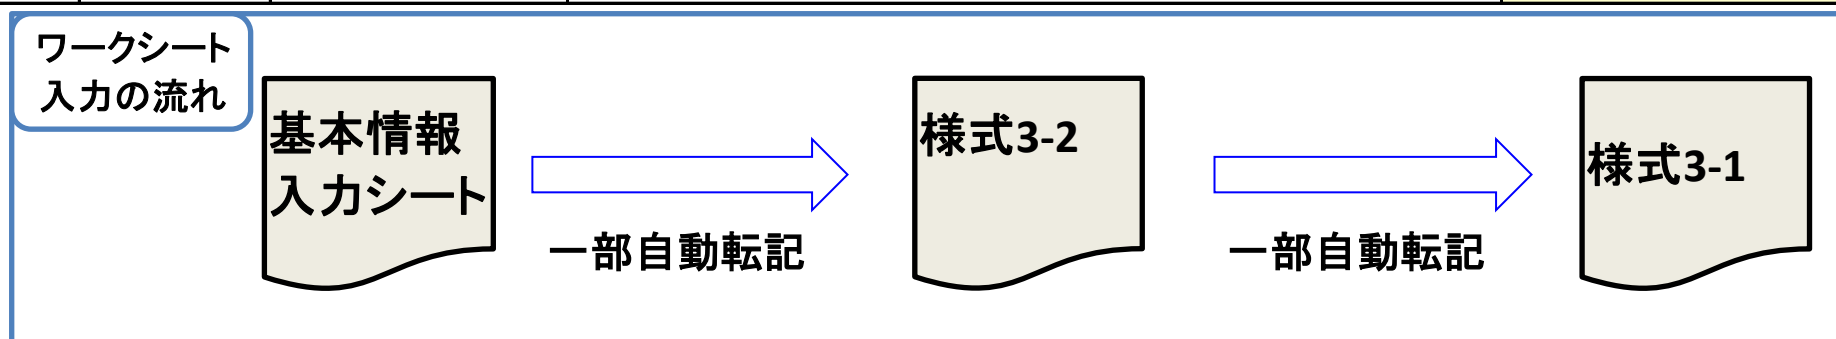 ワークシート
入力の流れ
基本情報
入力シート
一部自動転記
様式3-2
一部自動転記
様式3-1